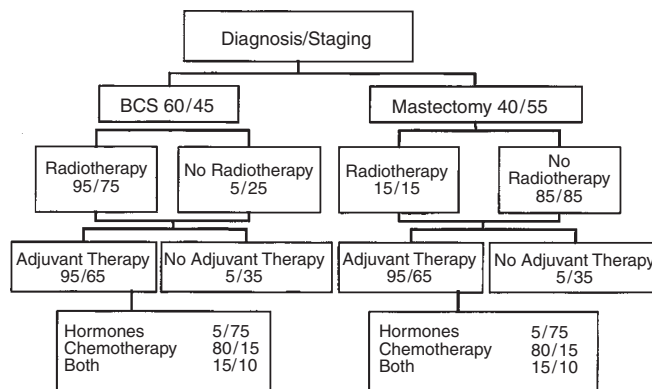 Diagnosis/Staging
BCS 60/45
Mastectomy 40/55
Radiotherapy
95/75
No Radiotherapy
5/25
Radiotherapy
15/15
No
Radiotherapy
85/85
Adjuvant Therapy
95/65
No Adjuvant Therapy
5/35
Adjuvant Therapy
95/65
No Adjuvant Therapy
5/35
Hormones 5/75
Chemotherapy 80/15
Both 15/10
Hormones 5/75
Chemotherapy 80/15
Both 15/10